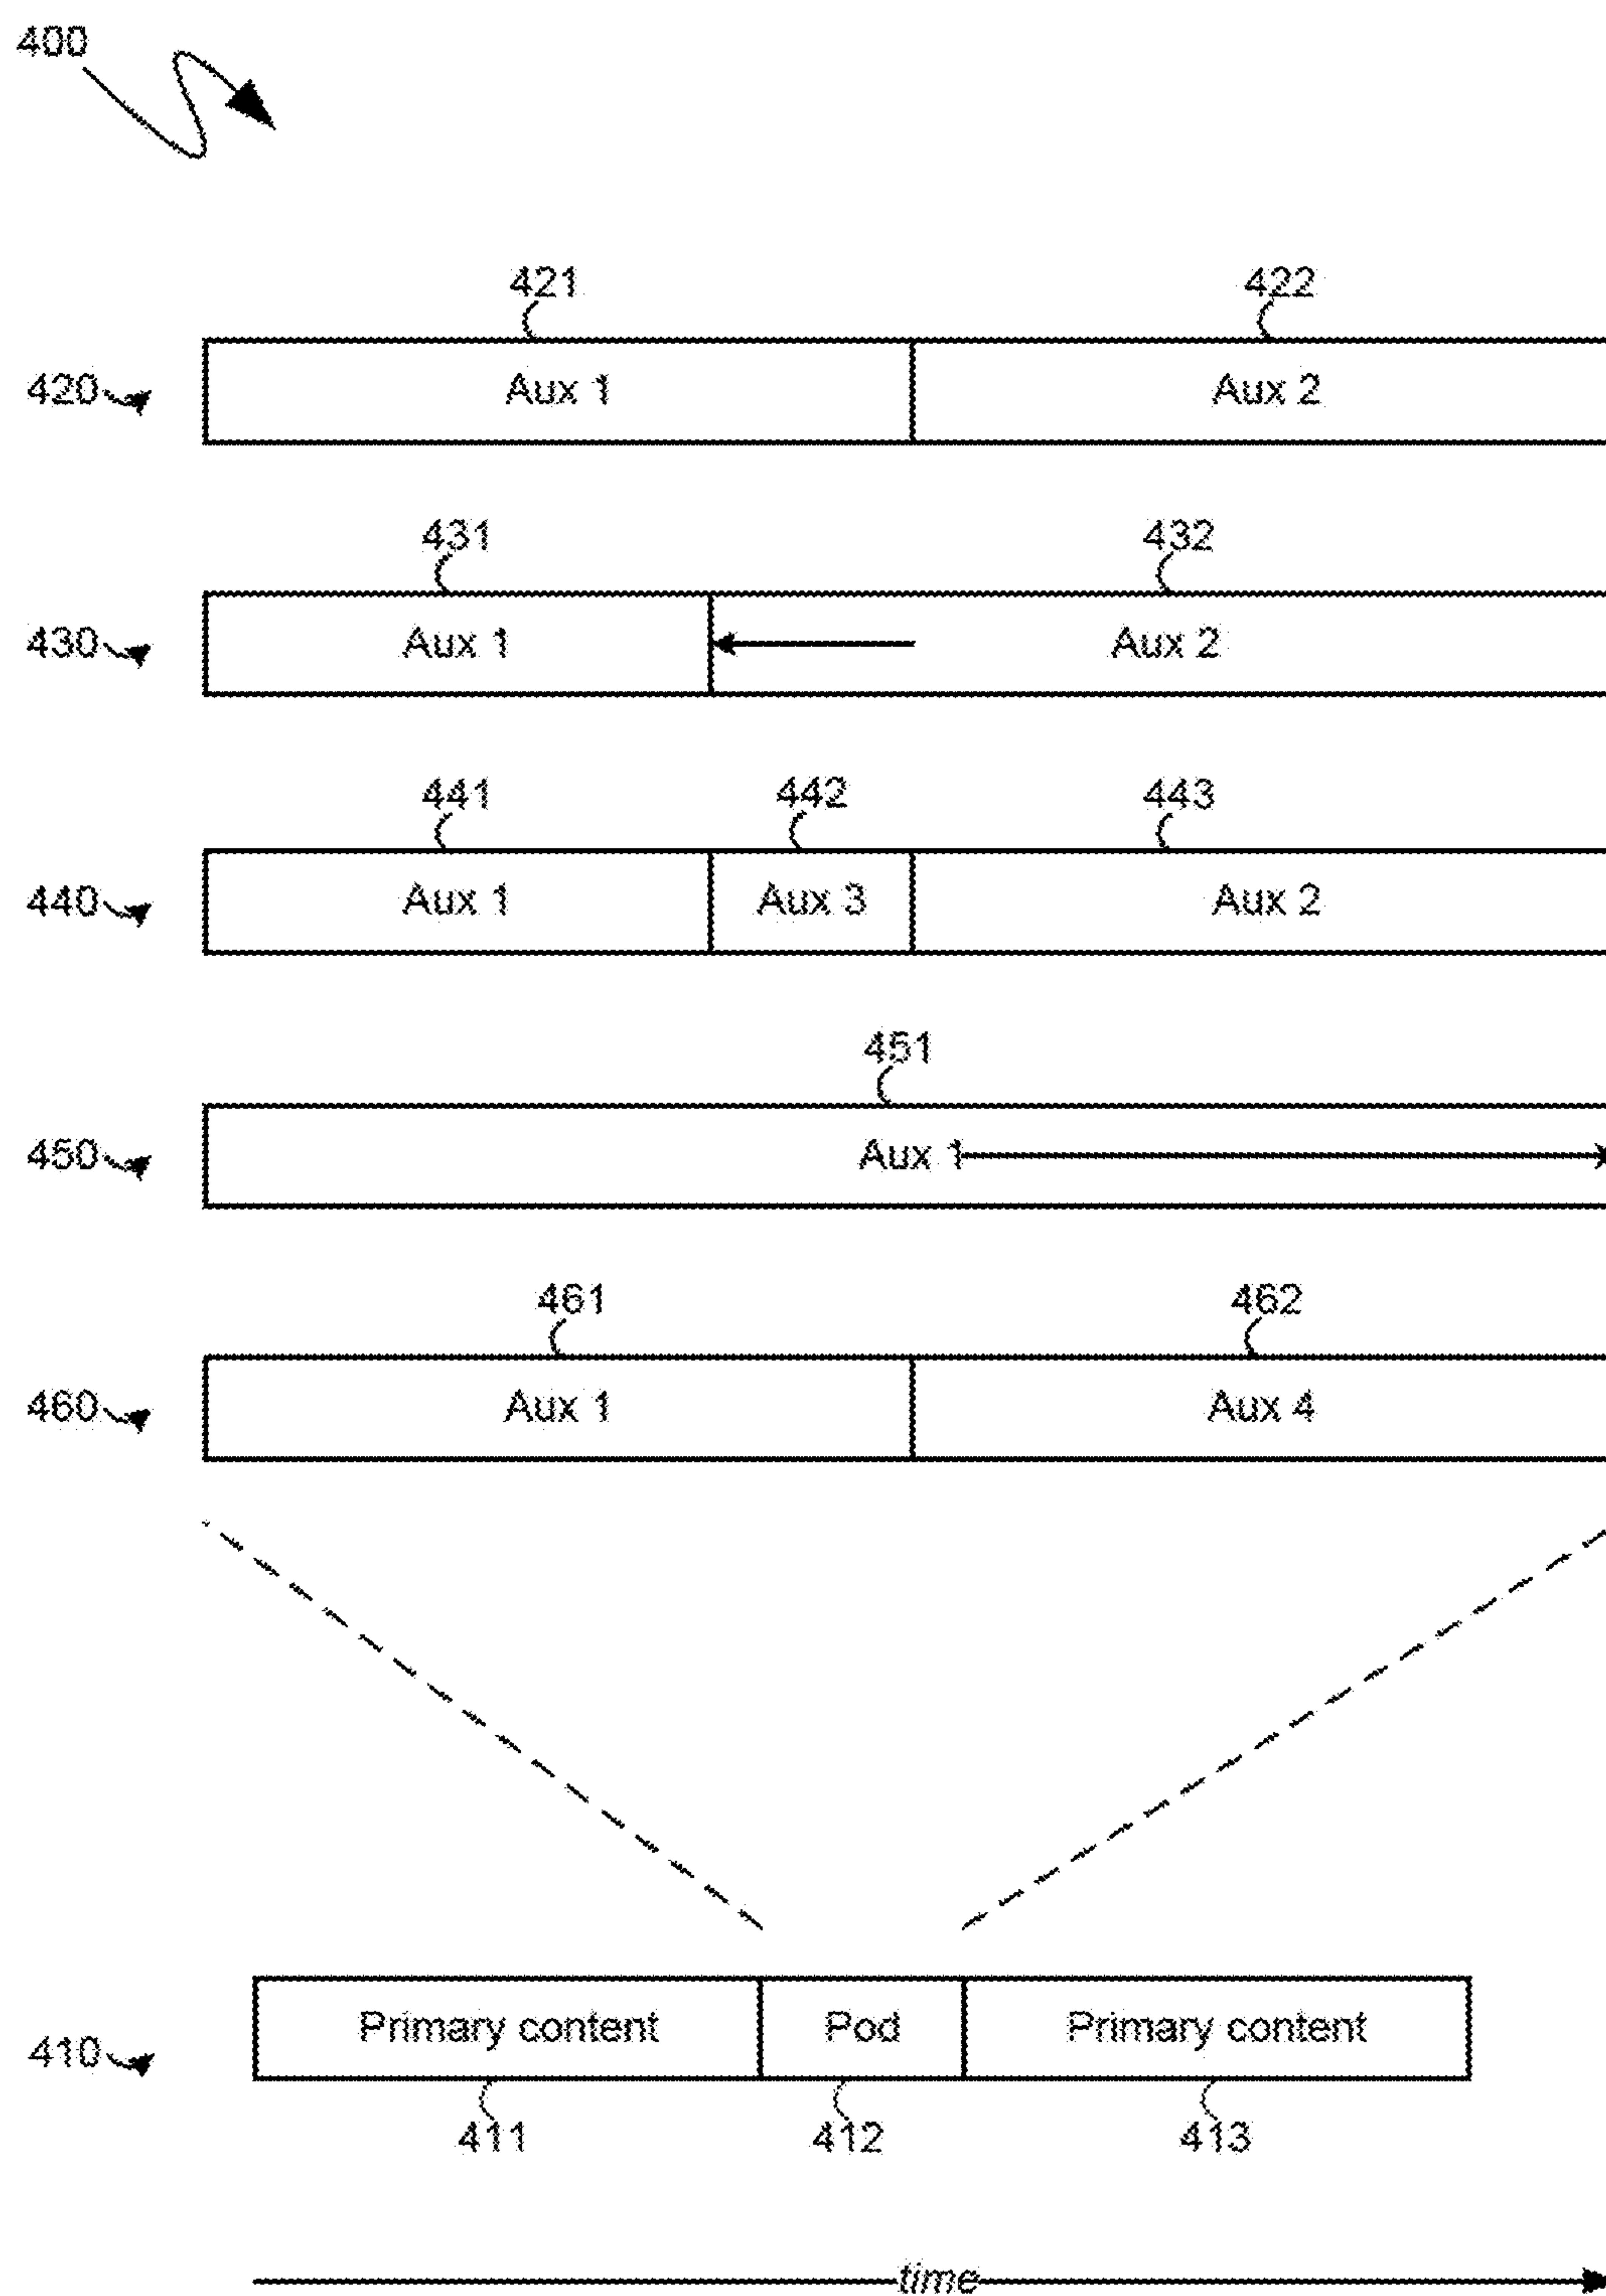 400
421 422
420 Aux 1 Aux 2
431 432
430 Aux 1 Aux 2
441 442 443
440 Aux 1 Aux 3 Aux 2
451
450 Aux 1
461 462
460 Aux 1 Aux 4
410 Primary content Pod Primary content
411 412 413
time